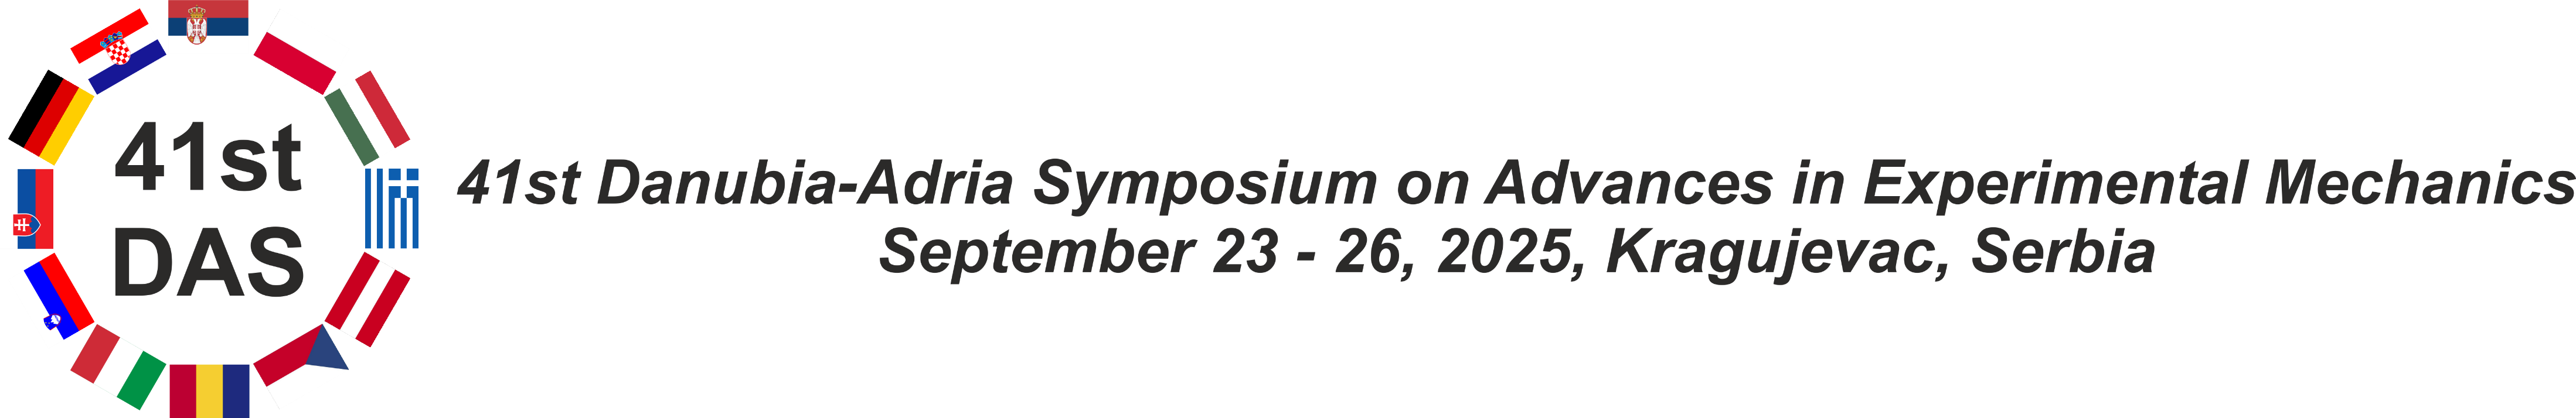 41st
DAS
41st Danubia-Adria Symposium on Advances in Experimental Mechanics
September 23 - 26, 2025, Kragujevac, Serbia